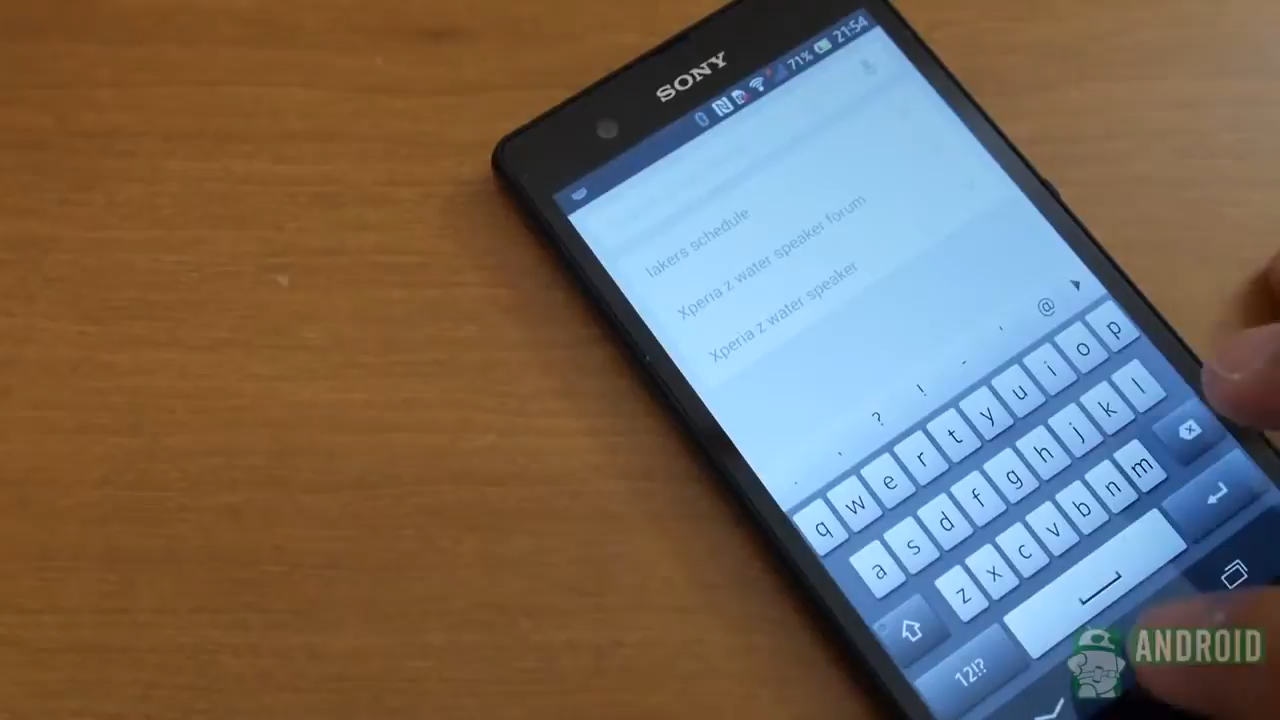 SONY
71% 21:54
lakers schedule
Xperia z water speaker forum
Xperia z water speaker
. , ? ! - ' @
q w e r t y u i o p
a s d f g h j k l
z x c v b n m
12!?
ANDROID